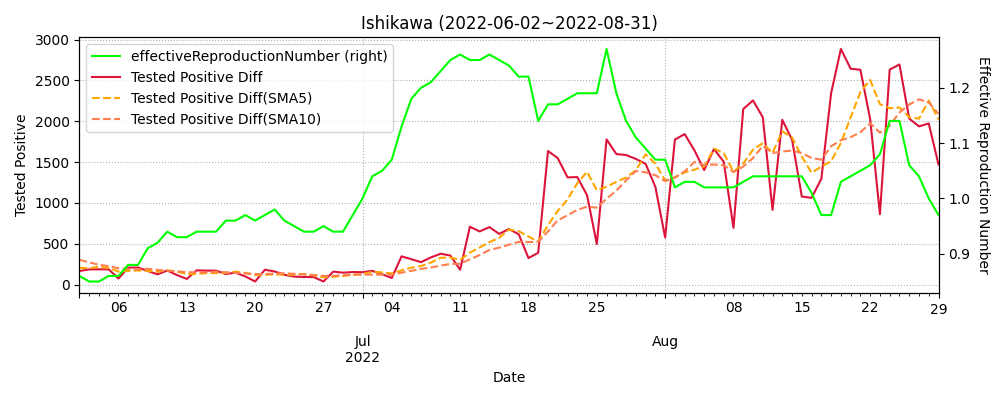 Ishikawa (2022-06-02~2022-08-31)
effectiveReproductionNumber (right)
Tested Positive Diff
Tested Positive Diff(SMA5)
Tested Positive Diff(SMA10)
Tested Positive
3000
2500
2000
1500
1000
500
0
Effective Reproduction Number
1.2
1.1
1.0
0.9
06 13 20 27 04 11 18 25 08 15 22 29
Jul Aug
2022
Date